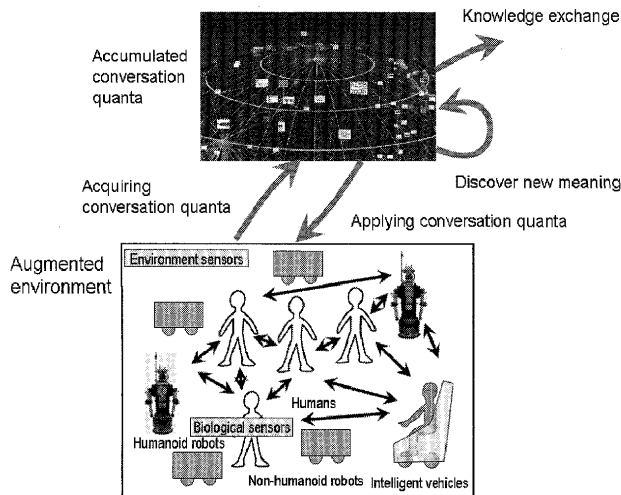 Knowledge exchange
Accumulated
conversation
quanta
Discover new meaning
Acquiring
conversation quanta
Applying conversation quanta
Augmented
environment
Environment sensors
Humans
Biological sensors
Humanoid robots
Non-humanoid robots
Intelligent vehicles